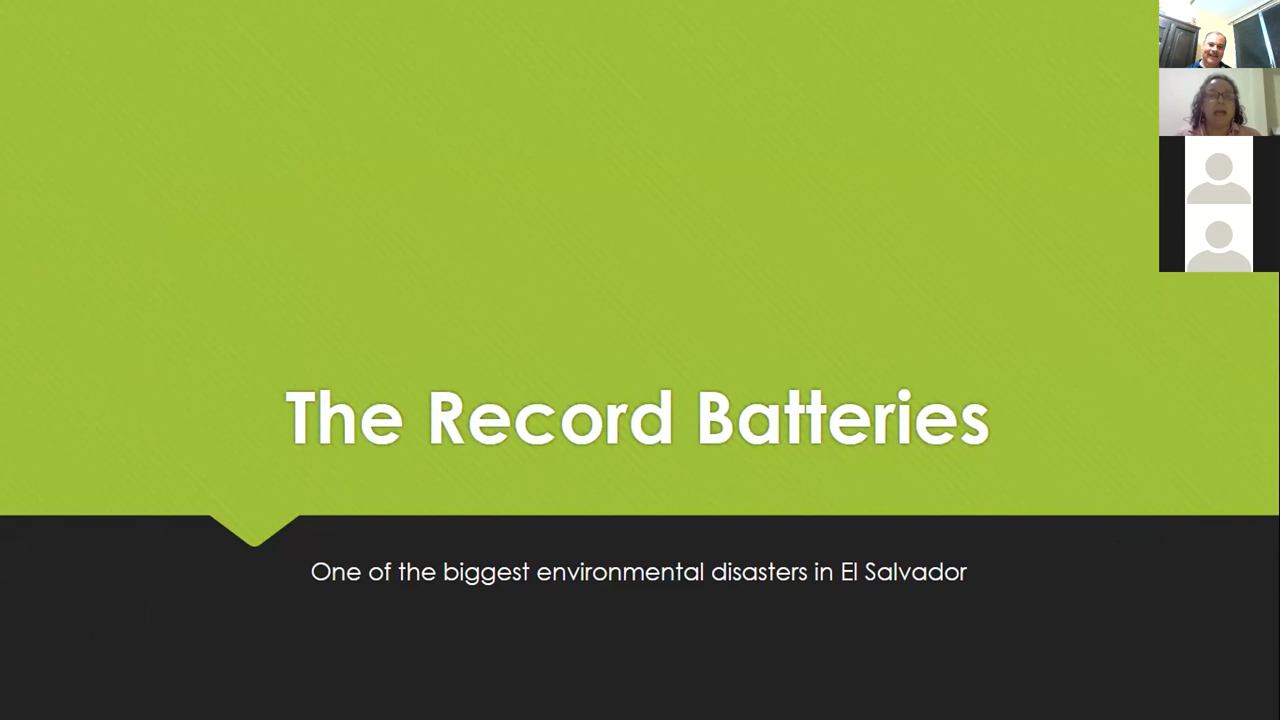 The Record Batteries
One of the biggest environmental disasters in El Salvador